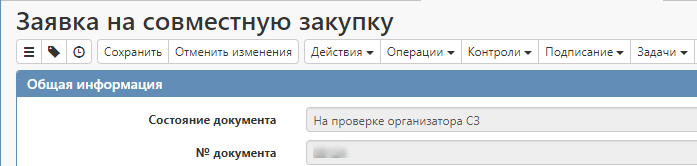 Заявка на совместную закупку
Сохранить Отменить изменения Действия Операции Контроли Подписание Задачи
Общая информация
Состояние документа На проверке организатора СЗ
№ документа